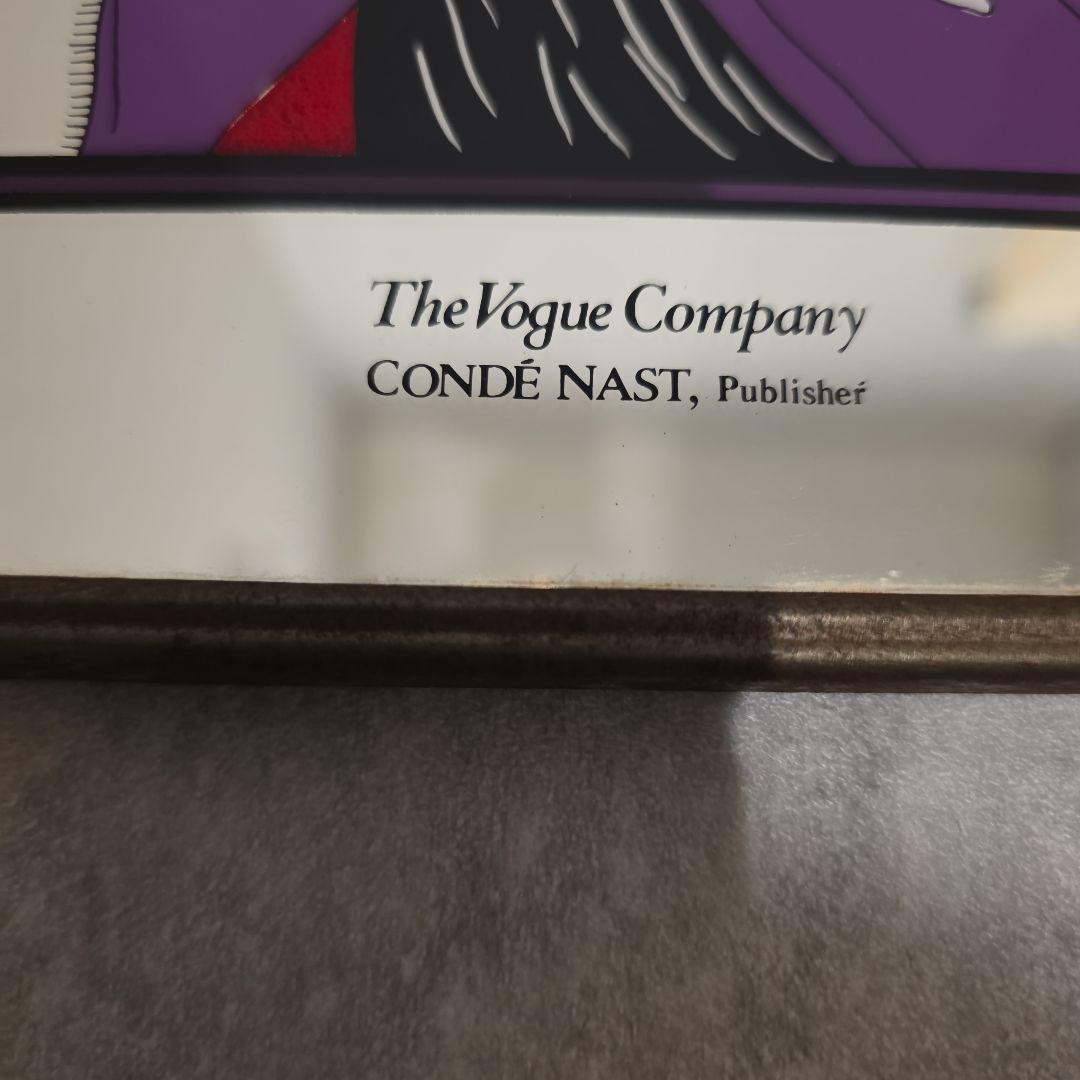 The Vogue Company
CONDÉ NAST, Publisher